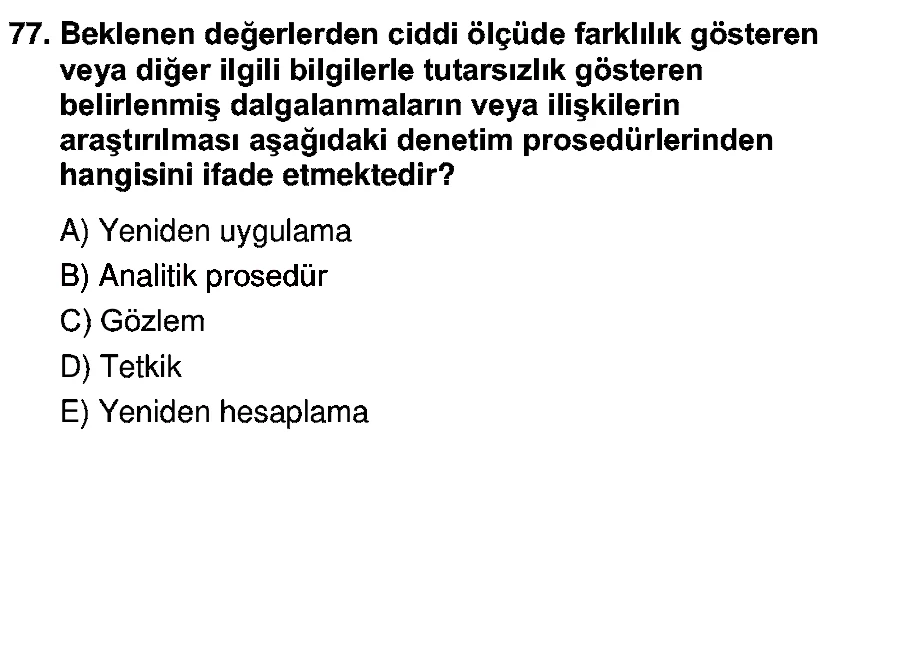 77. Beklenen değerlerden ciddi ölçüde farklılık gösteren
veya diğer ilgili bilgilerle tutarsızlık gösteren
belirlenmiş dalgalanmaların veya ilişkilerin
araştırılması aşağıdaki denetim prosedürlerinden
hangisini ifade etmektedir?
A) Yeniden uygulama
B) Analitik prosedür
C) Gözlem
D) Tetkik
E) Yeniden hesaplama